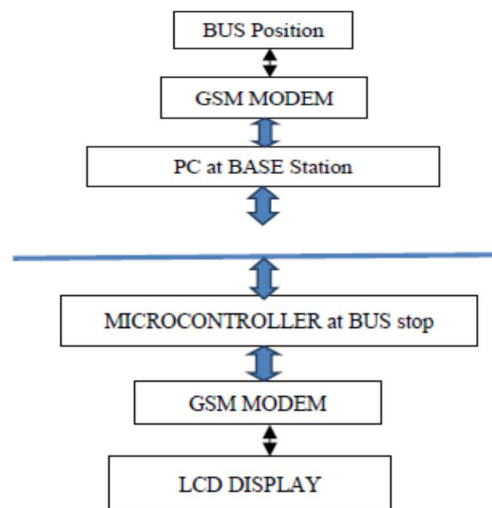 BUS Position
GSM MODEM
PC at BASE Station
MICROCONTROLLER at BUS stop
GSM MODEM
LCD DISPLAY